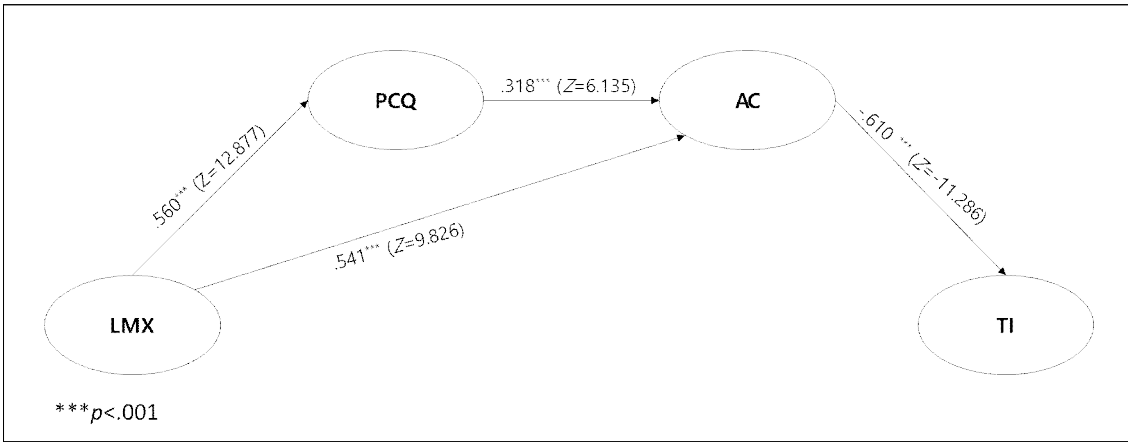 PCQ
.318*** (Z=6.135)
AC
.560*** (Z=12.877)
-.610 *** (Z=-11.286)
.541*** (Z=9.826)
LMX
TI
***p<.001